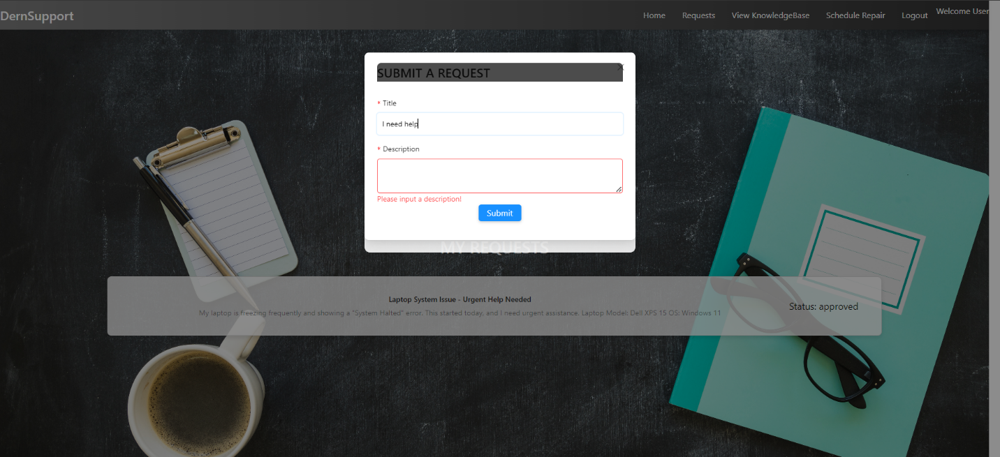 DernSupport
Home Requests View KnowledgeBase Schedule Repair Logout Welcome User
SUBMIT A REQUEST
* Title
I need help
* Description
Please input a description!
Submit
MY REQUESTS
Laptop System Issue - Urgent Help Needed
My laptop is freezing frequently and showing a "System Halted" error. This started today, and I need urgent assistance. Laptop Model: Dell XPS 15 OS: Windows 11
Status: approved